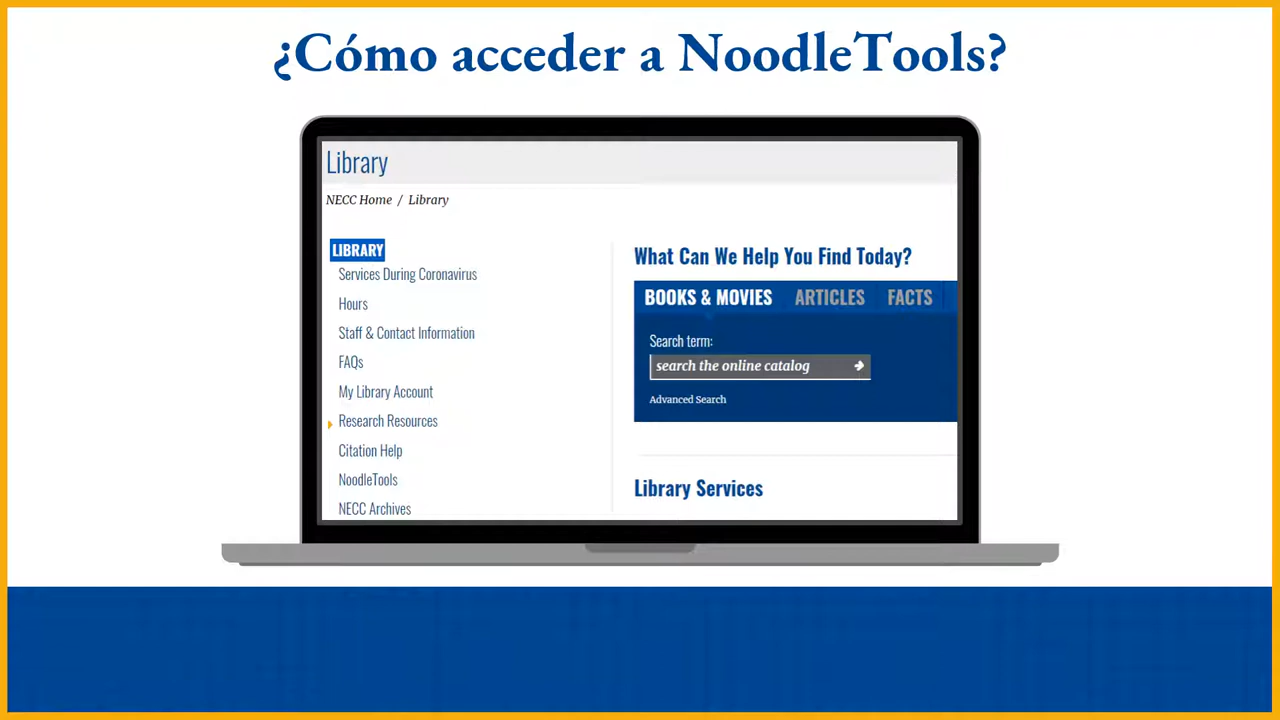 ¿Cómo acceder a NoodleTools?
Library
NECC Home / Library
LIBRARY
Services During Coronavirus
Hours
Staff & Contact Information
FAQs
My Library Account
Research Resources
Citation Help
NoodleTools
NECC Archives
What Can We Help You Find Today?
BOOKS & MOVIES ARTICLES FACTS
Search term:
search the online catalog
Advanced Search
Library Services